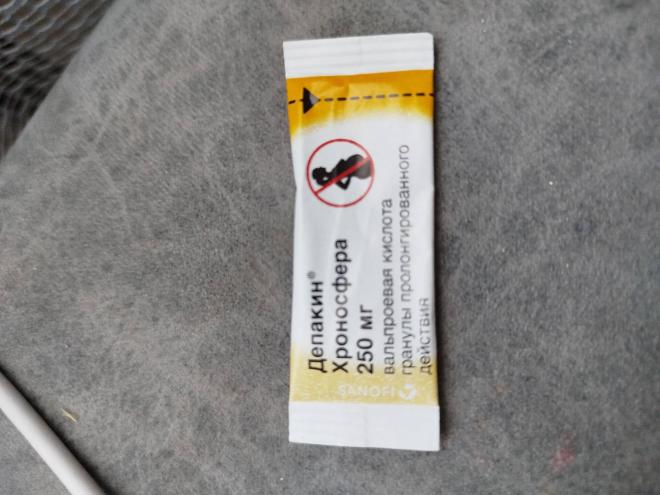 Депакин®
Хроносфера
250 мг
вальпроевая кислота
гранулы пролонгированного
действия
SANOFI